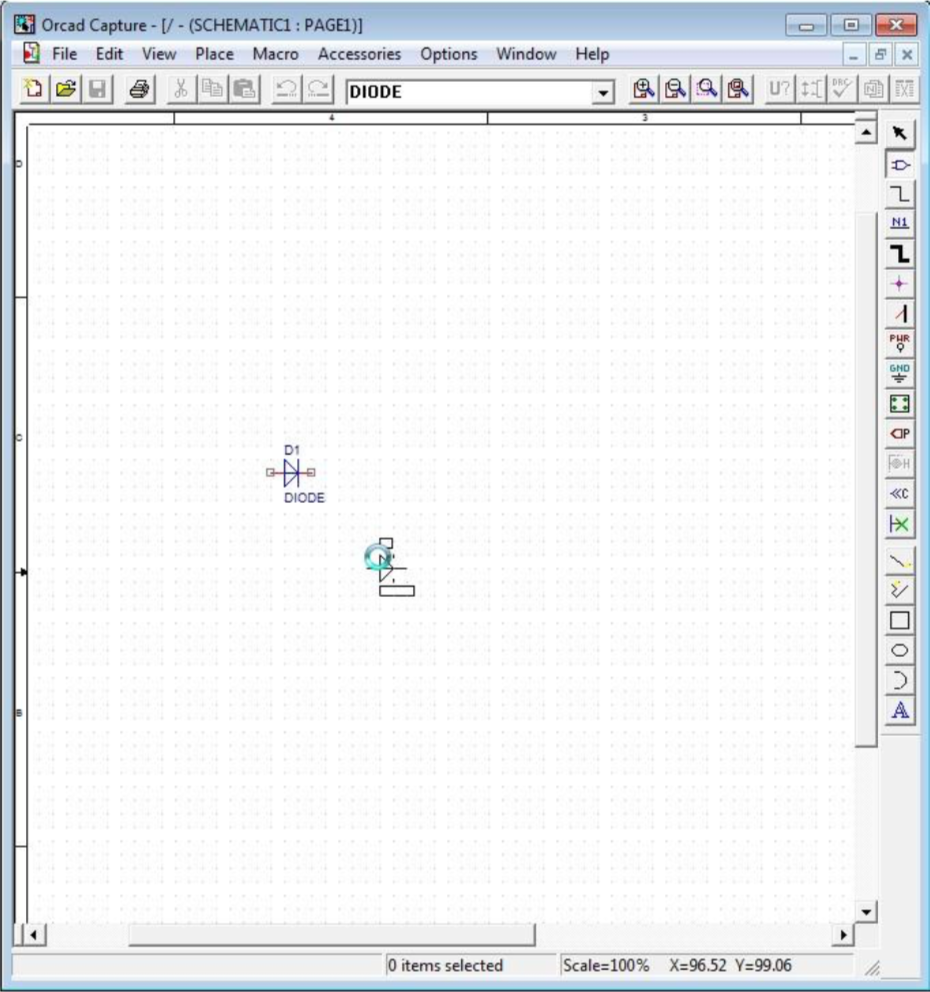 Orcad Capture - [/ - (SCHEMATIC1 : PAGE1)]
File Edit View Place Macro Accessories Options Window Help
DIODE U? DRC
4 3
D
N1
PWR
GND
C
P
H
D1
«C
DIODE
B
A
0 items selected Scale=100% X=96.52 Y=99.06